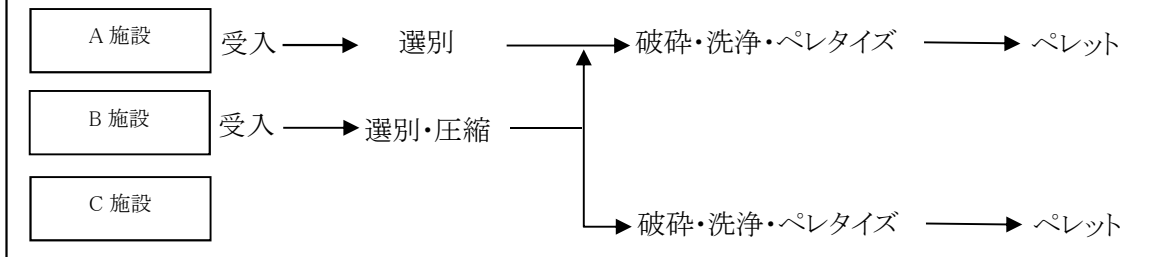 A 施設 受入 選別 破砕・洗浄・ペレタイズ ペレット
B 施設 受入 選別・圧縮
C 施設 破砕・洗浄・ペレタイズ ペレット